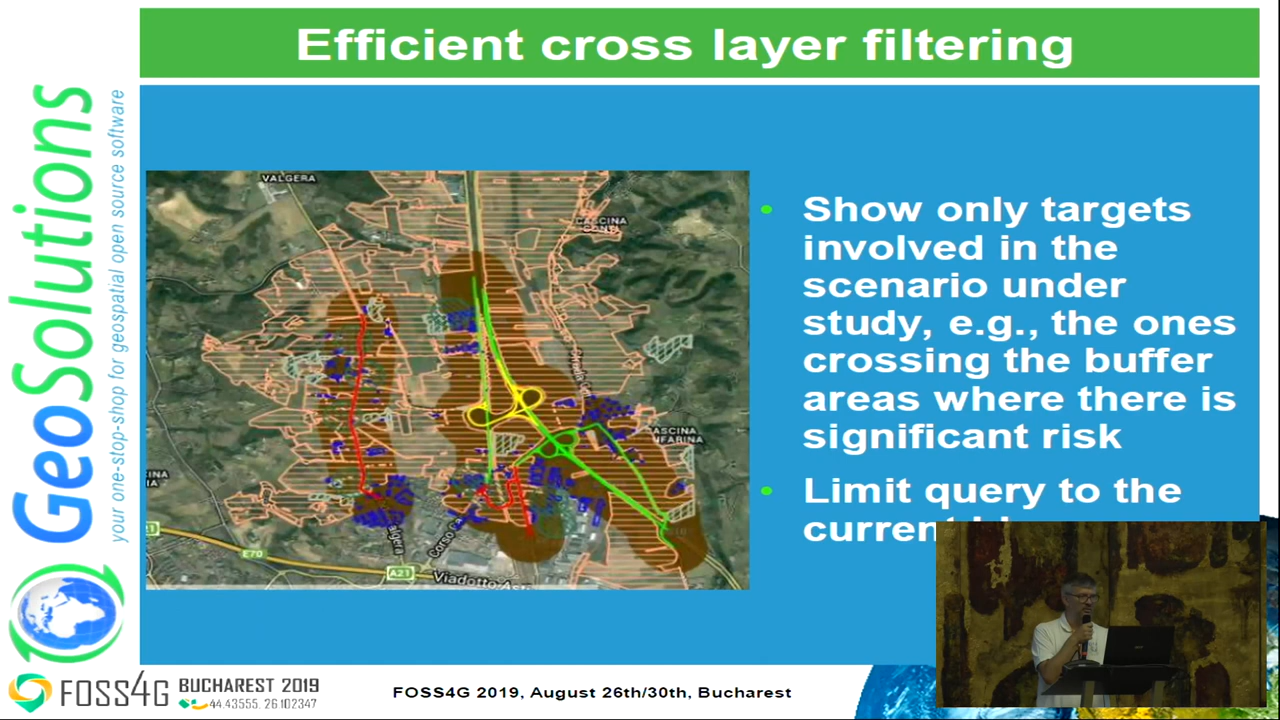 Efficient cross layer filtering
GeoSolutions
your one-stop-shop for geospatial open source software
VALGERA
CASCINA
CASCINA
E70
A21
Corso
Viadotto
Show only targets
involved in the
scenario under
study, e.g., the ones
crossing the buffer
areas where there is
significant risk
Limit query to the
current
FOSS4G BUCHAREST 2019
44.43555, 26.102347
FOSS4G 2019, August 26th/30th, Bucharest